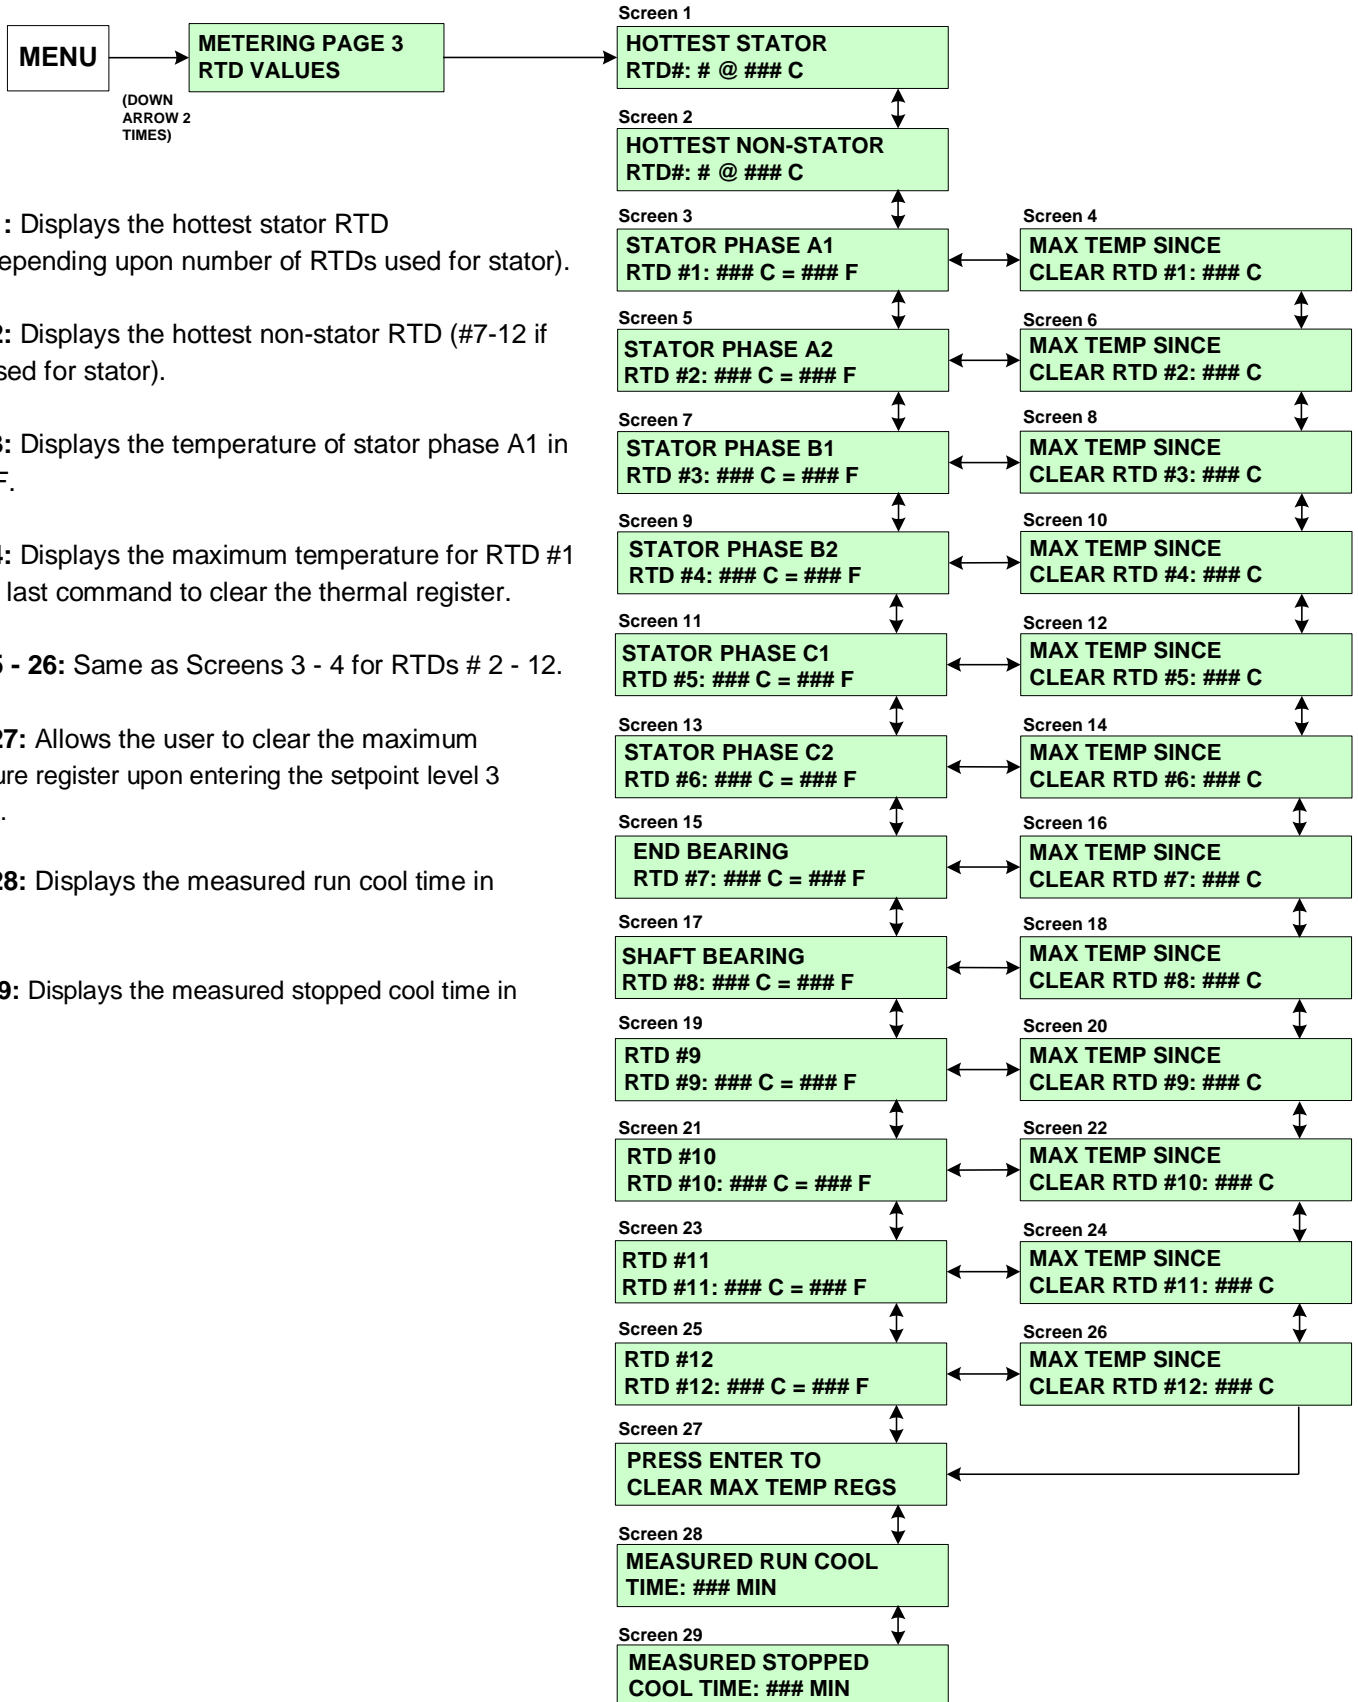 MENU
(DOWN
ARROW 2
TIMES)
METERING PAGE 3
RTD VALUES
: Displays the hottest stator RTD
epending upon number of RTDs used for stator).
: Displays the hottest non-stator RTD (#7-12 if
sed for stator).
: Displays the temperature of stator phase A1 in
F.
: Displays the maximum temperature for RTD #1
last command to clear the thermal register.
- 26: Same as Screens 3 - 4 for RTDs # 2 - 12.
27: Allows the user to clear the maximum
ure register upon entering the setpoint level 3
.
28: Displays the measured run cool time in
9: Displays the measured stopped cool time in
Screen 1
HOTTEST STATOR
RTD#: # @ ### C
Screen 2
HOTTEST NON-STATOR
RTD#: # @ ### C
Screen 3
STATOR PHASE A1
RTD #1: ### C = ### F
Screen 4
MAX TEMP SINCE
CLEAR RTD #1: ### C
Screen 5
STATOR PHASE A2
RTD #2: ### C = ### F
Screen 6
MAX TEMP SINCE
CLEAR RTD #2: ### C
Screen 7
STATOR PHASE B1
RTD #3: ### C = ### F
Screen 8
MAX TEMP SINCE
CLEAR RTD #3: ### C
Screen 9
STATOR PHASE B2
RTD #4: ### C = ### F
Screen 10
MAX TEMP SINCE
CLEAR RTD #4: ### C
Screen 11
STATOR PHASE C1
RTD #5: ### C = ### F
Screen 12
MAX TEMP SINCE
CLEAR RTD #5: ### C
Screen 13
STATOR PHASE C2
RTD #6: ### C = ### F
Screen 14
MAX TEMP SINCE
CLEAR RTD #6: ### C
Screen 15
END BEARING
RTD #7: ### C = ### F
Screen 16
MAX TEMP SINCE
CLEAR RTD #7: ### C
Screen 17
SHAFT BEARING
RTD #8: ### C = ### F
Screen 18
MAX TEMP SINCE
CLEAR RTD #8: ### C
Screen 19
RTD #9
RTD #9: ### C = ### F
Screen 20
MAX TEMP SINCE
CLEAR RTD #9: ### C
Screen 21
RTD #10
RTD #10: ### C = ### F
Screen 22
MAX TEMP SINCE
CLEAR RTD #10: ### C
Screen 23
RTD #11
RTD #11: ### C = ### F
Screen 24
MAX TEMP SINCE
CLEAR RTD #11: ### C
Screen 25
RTD #12
RTD #12: ### C = ### F
Screen 26
MAX TEMP SINCE
CLEAR RTD #12: ### C
Screen 27
PRESS ENTER TO
CLEAR MAX TEMP REGS
Screen 28
MEASURED RUN COOL
TIME: ### MIN
Screen 29
MEASURED STOPPED
COOL TIME: ### MIN